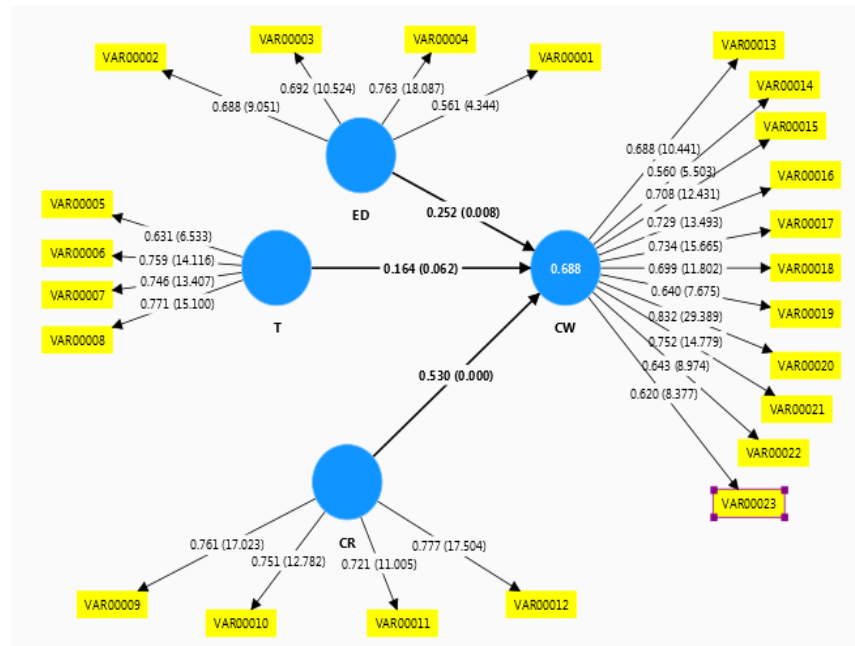 VAR00003
VAR00004
VAR00002
VAR00001
0.692 (10.524)
0.763 (18.087)
0.688 (9.051)
0.561 (4.344)
ED
0.252 (0.008)
VAR00005
VAR00006
VAR00007
VAR00008
0.631 (6.533)
0.759 (14.116)
0.746 (13.407)
0.771 (15.100)
T
0.164 (0.062)
0.688
CW
0.530 (0.000)
CR
0.761 (17.023)
0.751 (12.782)
0.721 (11.005)
0.777 (17.504)
VAR00009
VAR00010
VAR00011
VAR00012
VAR00013
VAR00014
VAR00015
VAR00016
VAR00017
VAR00018
VAR00019
VAR00020
VAR00021
VAR00022
VAR00023
0.688 (10.441)
0.560 (5.503)
0.708 (12.431)
0.729 (13.493)
0.734 (15.665)
0.699 (11.802)
0.640 (7.675)
0.832 (29.389)
0.752 (14.779)
0.643 (8.974)
0.620 (8.377)